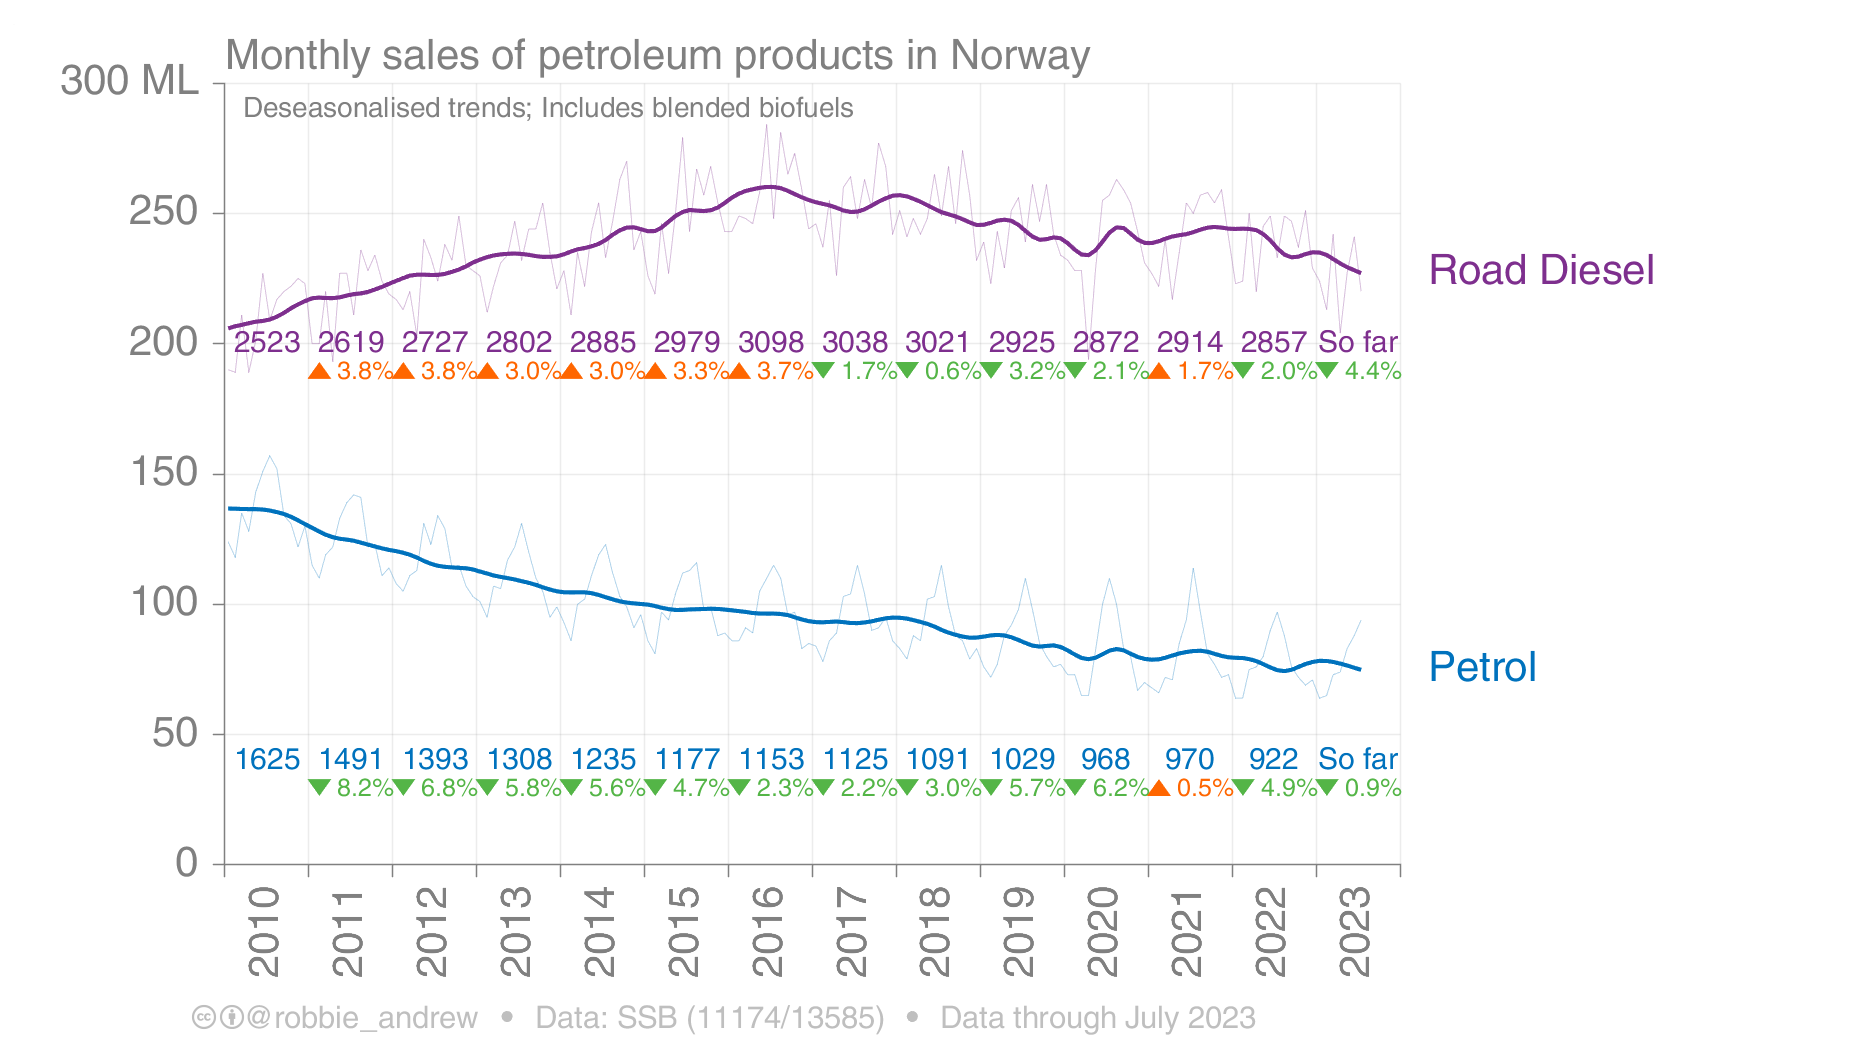 Monthly sales of petroleum products in Norway
300 ML
Deseasonalised trends; Includes blended biofuels
250
Road Diesel
200
2523 2619 2727 2802 2885 2979 3098 3038 3021 2925 2872 2914 2857 So far
3.8% 3.8% 3.0% 3.0% 3.3% 3.7% 1.7% 0.6% 3.2% 2.1% 1.7% 2.0% 4.4%
150
100
Petrol
50
1625 1491 1393 1308 1235 1177 1153 1125 1091 1029 968 970 922 So far
8.2% 6.8% 5.8% 5.6% 4.7% 2.3% 2.2% 3.0% 5.7% 6.2% 0.5% 4.9% 0.9%
0
2010 2011 2012 2013 2014 2015 2016 2017 2018 2019 2020 2021 2022 2023
cc @robbie_andrew • Data: SSB (11174/13585) • Data through July 2023